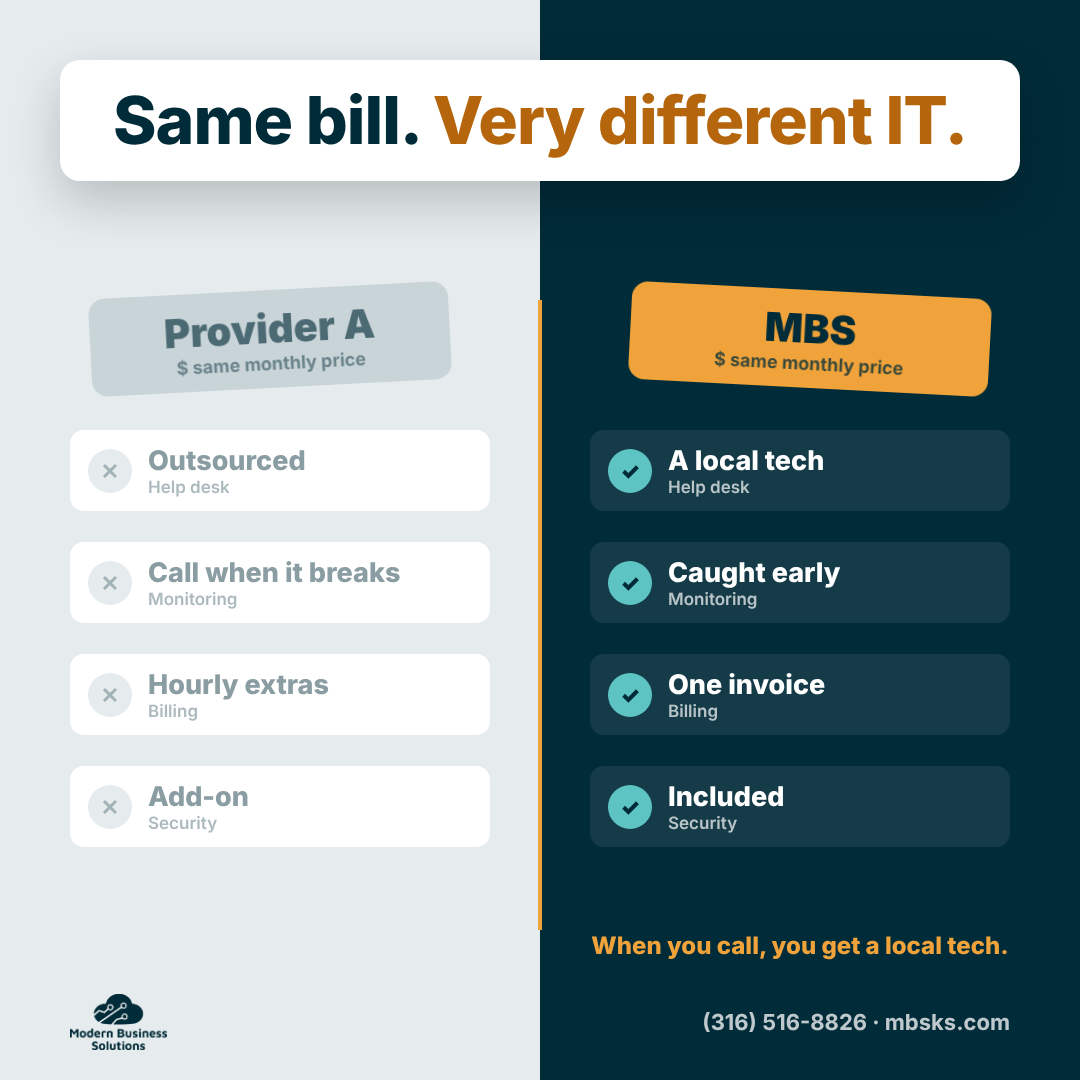 Same bill. Very different IT.
Provider A
$ same monthly price
Outsourced
Help desk
Call when it breaks
Monitoring
Hourly extras
Billing
Add-on
Security
MBS
$ same monthly price
A local tech
Help desk
Caught early
Monitoring
One invoice
Billing
Included
Security
When you call, you get a local tech.
Modern Business
Solutions
(316) 516-8826 · mbsks.com